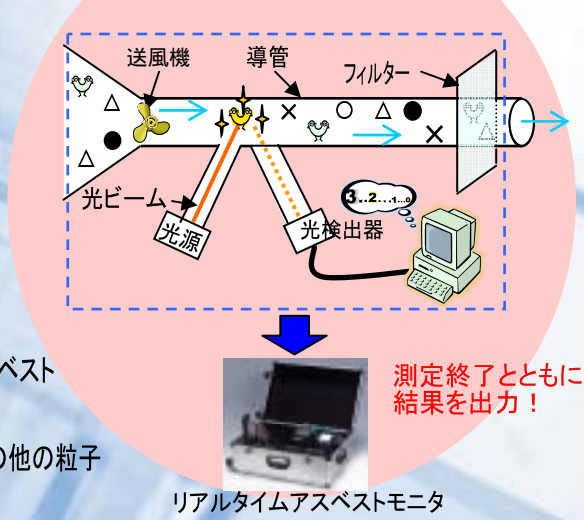 送風機
導管
フィルター
光ビーム
光源
光検出器
3..2...1...0
ベスト
の他の粒子
測定終了とともに
結果を出力！
リアルタイムアスベストモニタ